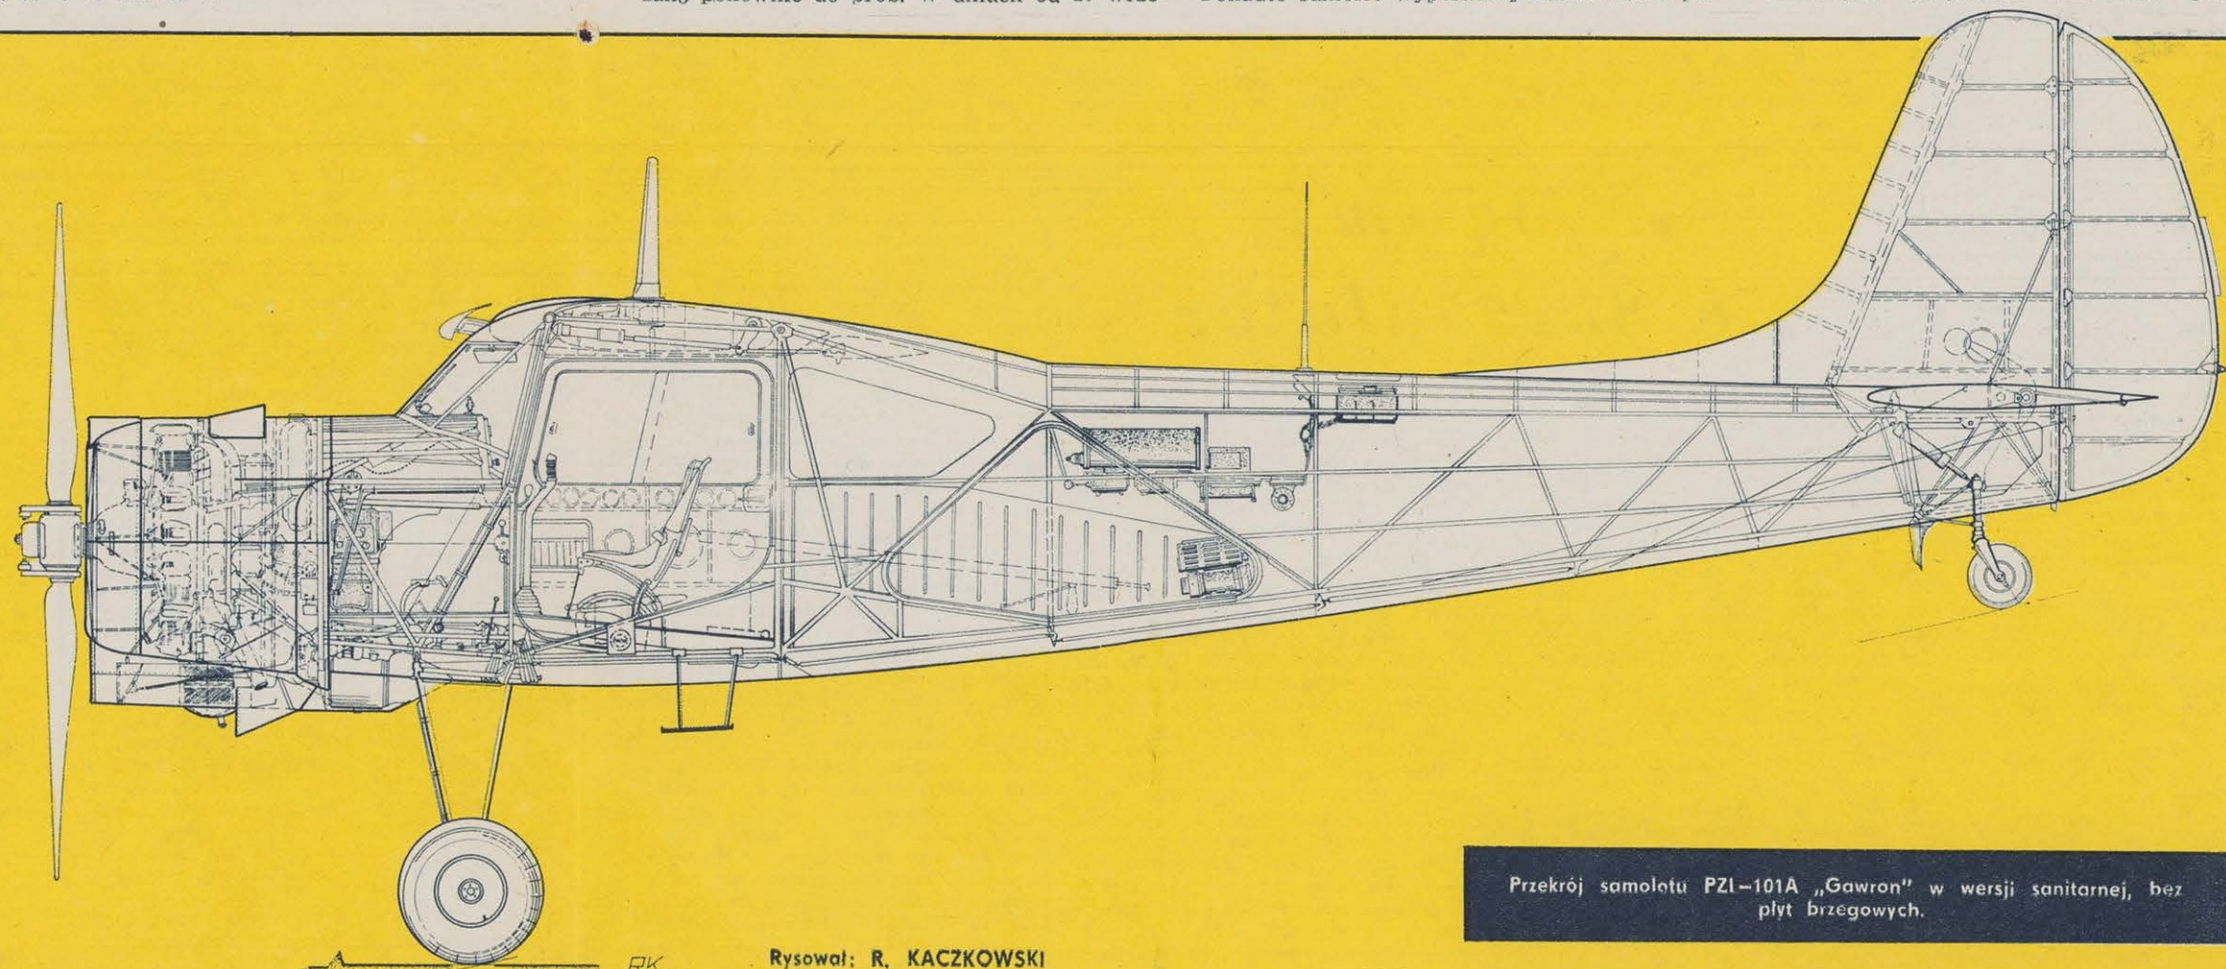 RK
Rysował: R. KACZKOWSKI
Przekrój samolotu PZL-101A „Gawron" w wersji sanitarnej, bez
płyt brzegowych.